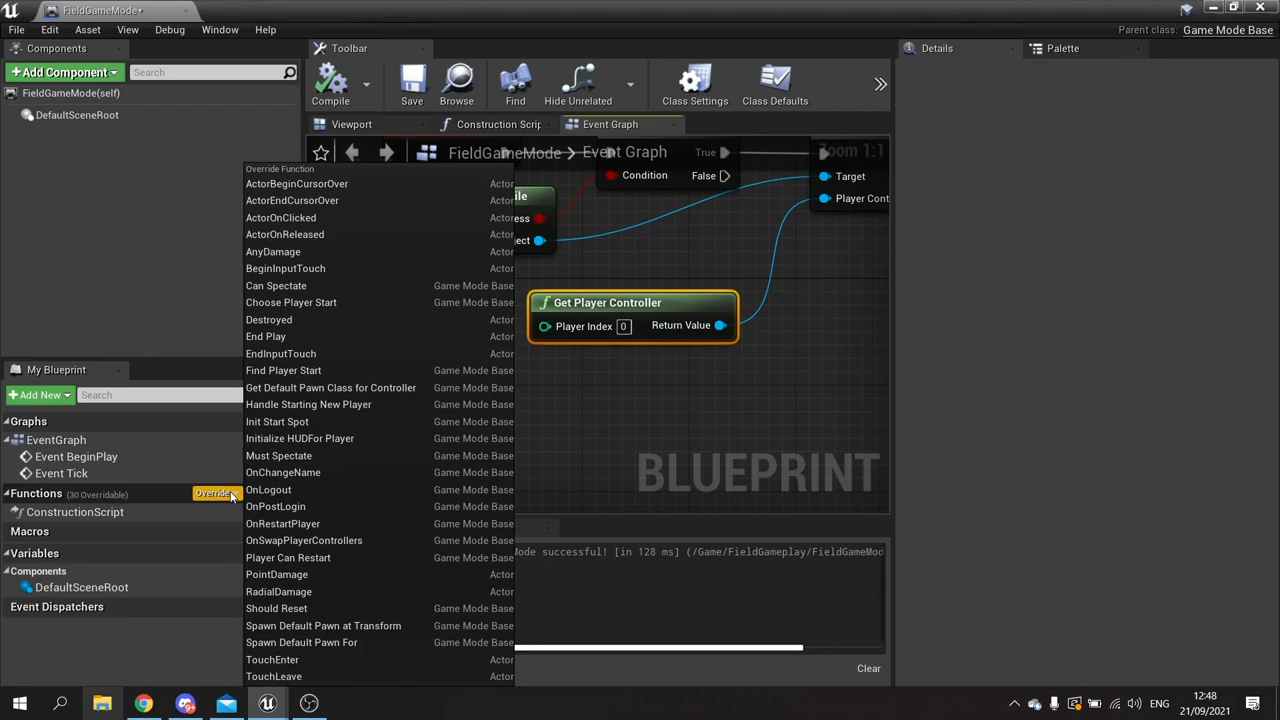 FieldGameMode*
File Edit Asset View Debug Window Help
Parent class: Game Mode Base
Components
Add Component
Search
FieldGameMode(self)
DefaultSceneRoot
Toolbar
Compile
Save
Browse
Find
Hide Unrelated
Class Settings
Class Defaults
Details
Palette
Viewport
Construction Scrip
Event Graph
FieldGameMode > Event Graph
Zoom 1:1
True
Condition
False
Target
Player Cont
ile
ess
ject
Get Player Controller
Player Index 0
Return Value
BLUEPRINT
Override Function
ActorBeginCursorOver Actor
ActorEndCursorOver Actor
ActorOnClicked Actor
ActorOnReleased Actor
AnyDamage Actor
BeginInputTouch Actor
Can Spectate Game Mode Base
Choose Player Start Game Mode Base
Destroyed Actor
End Play Actor
EndInputTouch Actor
Find Player Start Game Mode Base
Get Default Pawn Class for Controller Game Mode Base
Handle Starting New Player Game Mode Base
Init Start Spot Game Mode Base
Initialize HUDFor Player Game Mode Base
Must Spectate Game Mode Base
OnChangeName Game Mode Base
OnLogout Game Mode Base
OnPostLogin Game Mode Base
OnRestartPlayer Game Mode Base
OnSwapPlayerControllers Game Mode Base
Player Can Restart Game Mode Base
PointDamage Actor
RadialDamage Actor
Should Reset Game Mode Base
Spawn Default Pawn at Transform Game Mode Base
Spawn Default Pawn For Game Mode Base
TouchEnter Actor
TouchLeave Actor
My Blueprint
Add New
Search
Graphs
EventGraph
Event BeginPlay
Event Tick
Functions (30 Overridable)
Override
ConstructionScript
Macros
Variables
Components
DefaultSceneRoot
Event Dispatchers
Mode successful! [in 128 ms] (/Game/FieldGameplay/FieldGameMod
Clear
ENG
12:48
21/09/2021